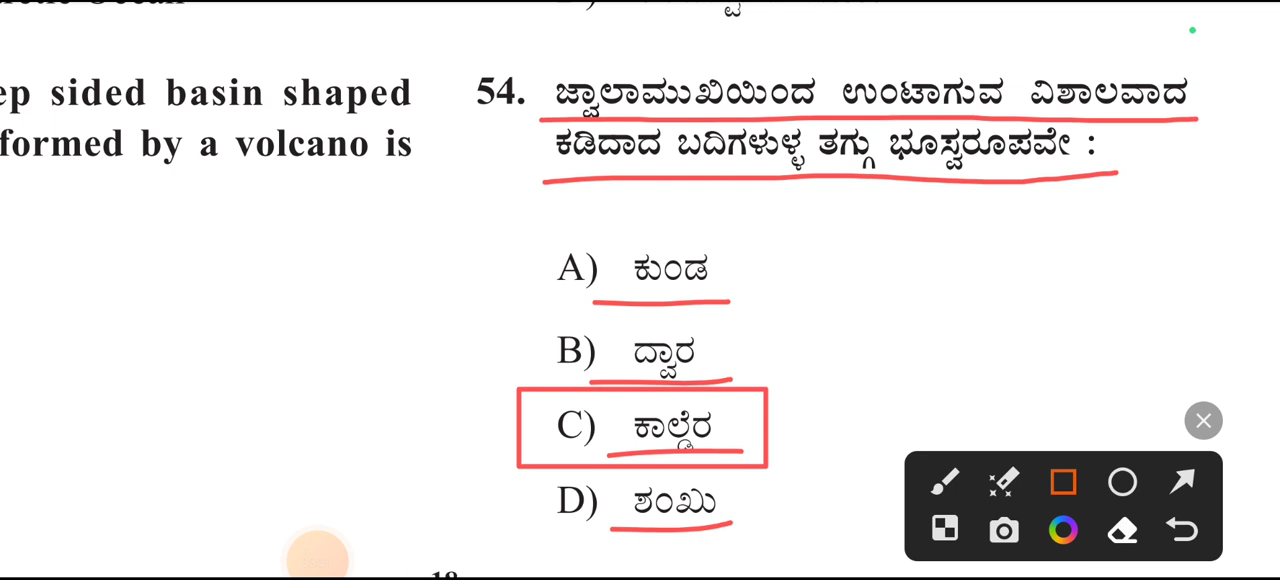 ep sided basin shaped
formed by a volcano is
54. ಜ್ವಾಲಾಮುಖಿಯಿಂದ ಉಂಟಾಗುವ ವಿಶಾಲವಾದ
ಕಡಿದಾದ ಬದಿಗಳುಳ್ಳ ತಗ್ಗು ಭೂಸ್ವರೂಪವೇ :
A) ಕುಂಡ
B) ದ್ವಾರ
C) ಕಾಲ್ಡೆರ
D) ಶಂಖು